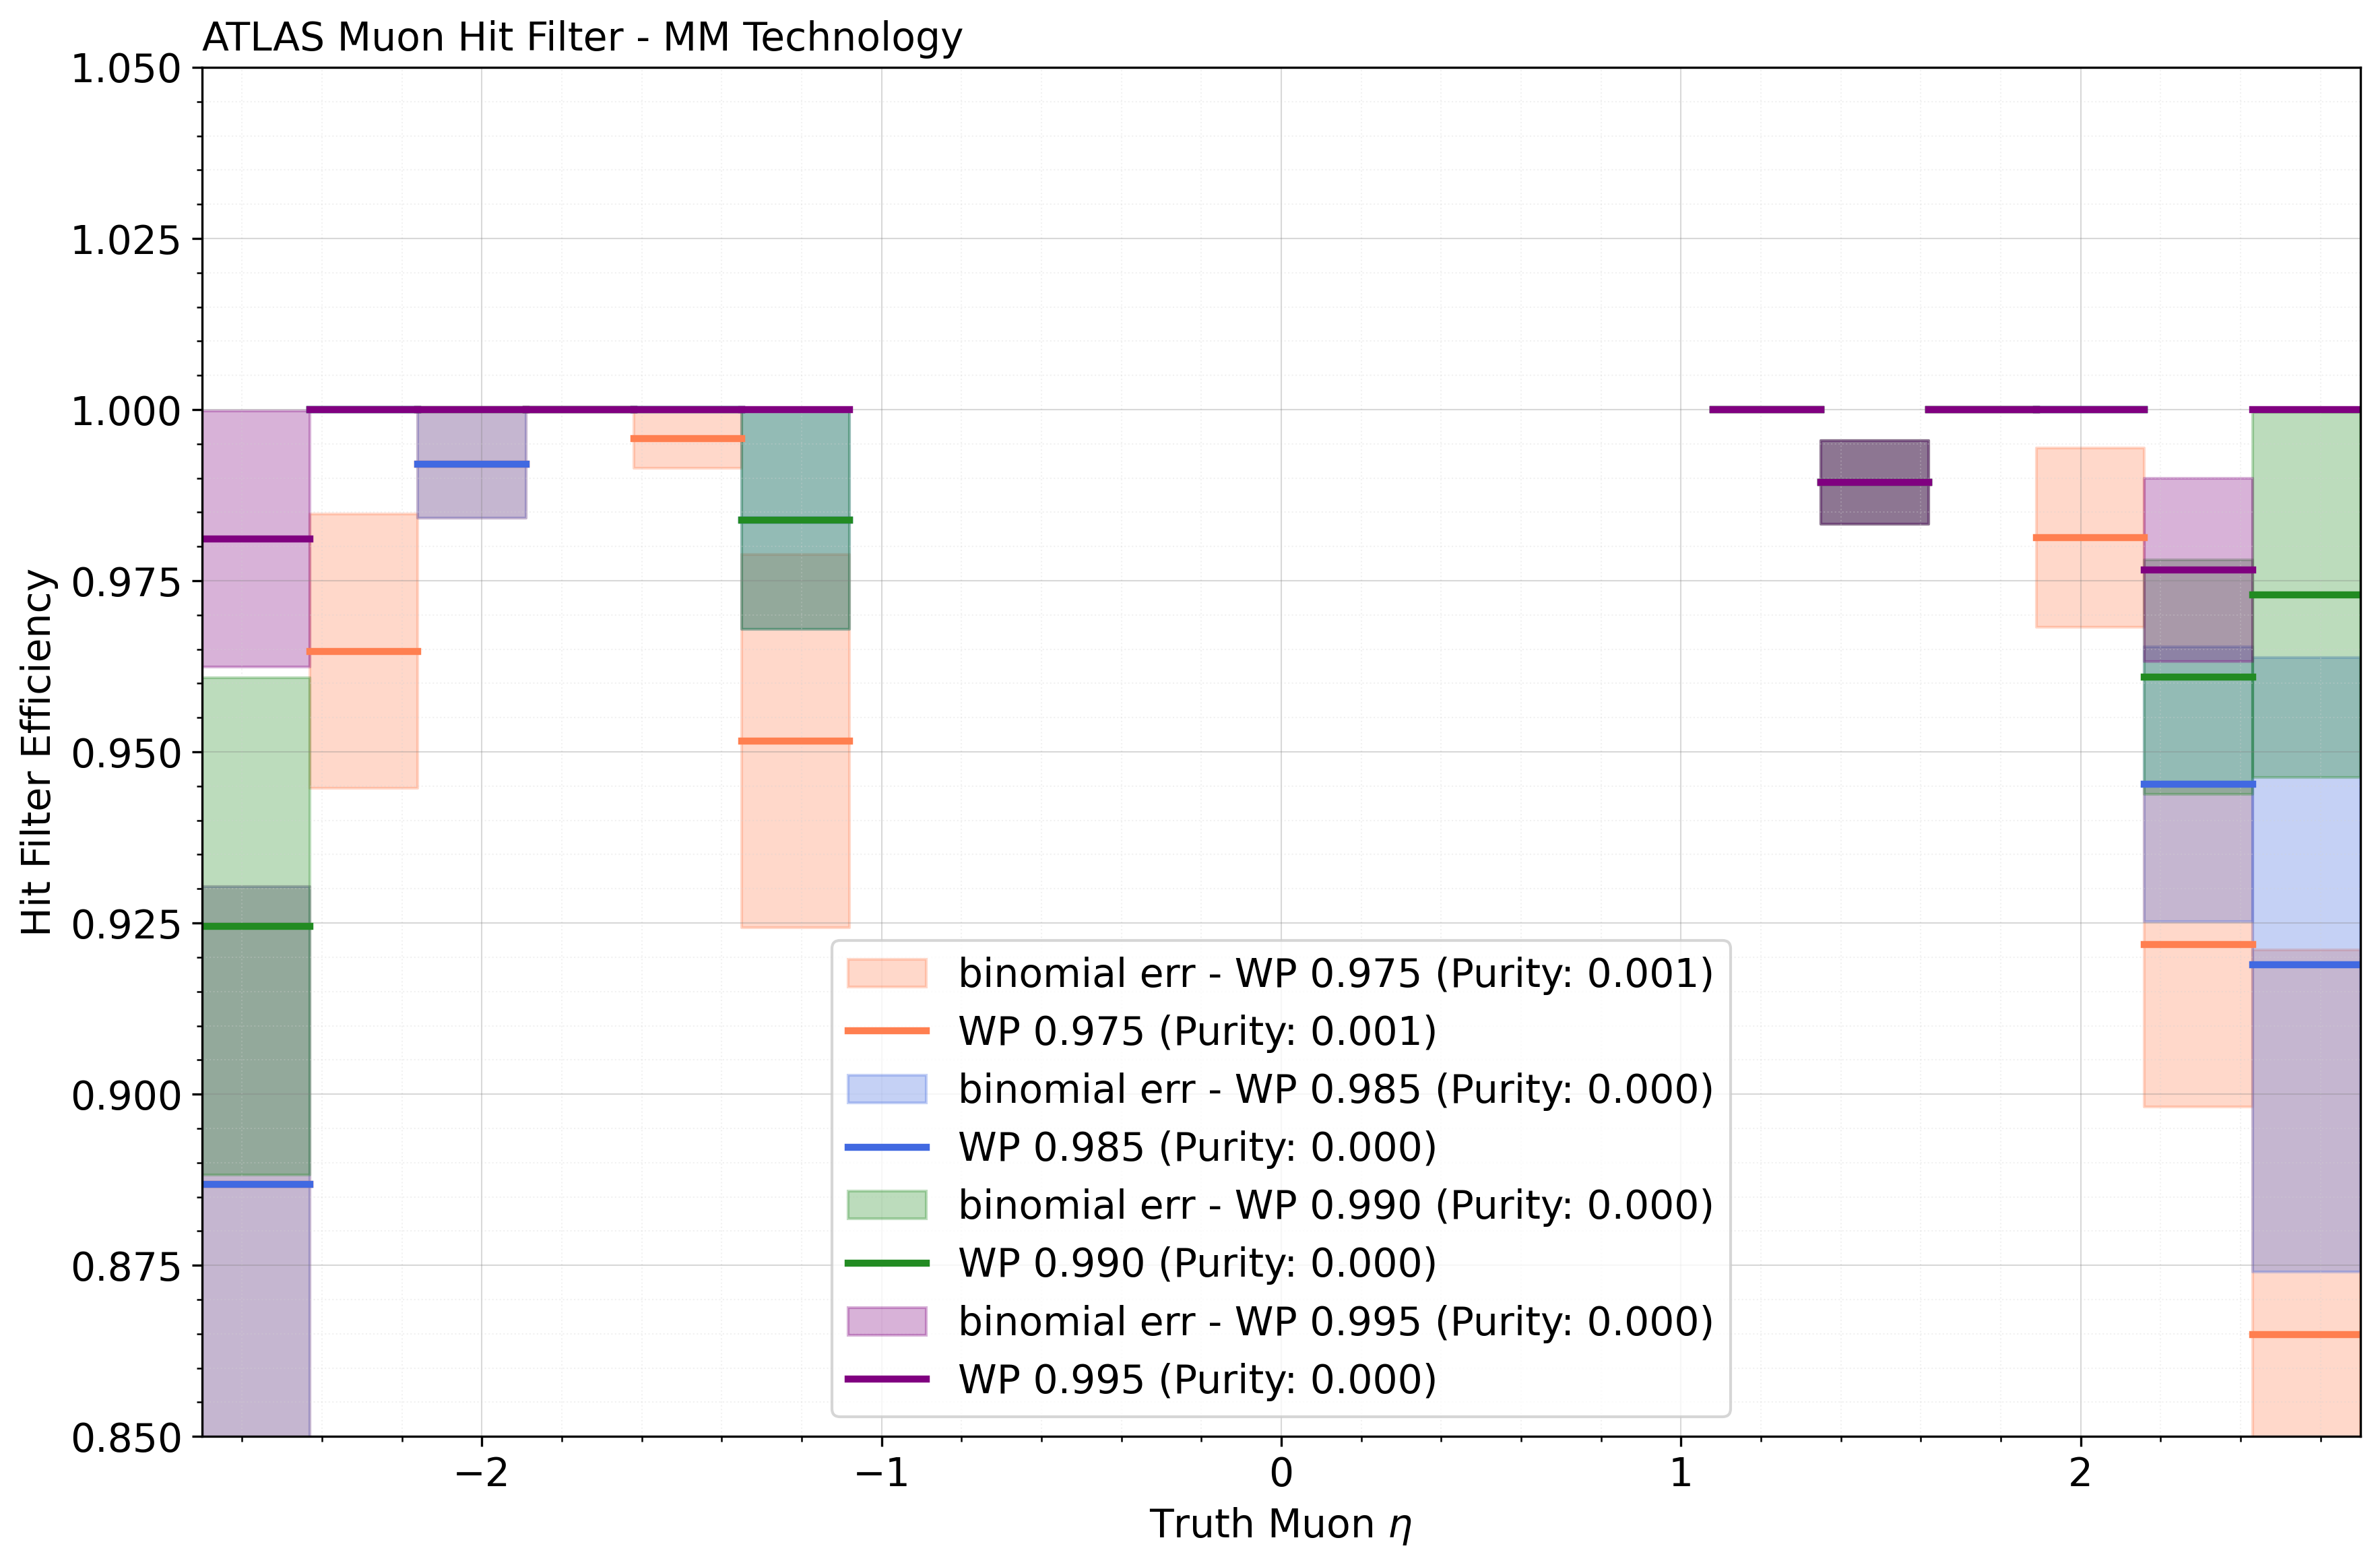 ATLAS Muon Hit Filter - MM Technology
1.050
1.025
1.000
0.975
0.950
0.925
0.900
0.875
0.850
Hit Filter Efficiency
binomial err - WP 0.975 (Purity: 0.001)
WP 0.975 (Purity: 0.001)
binomial err - WP 0.985 (Purity: 0.000)
WP 0.985 (Purity: 0.000)
binomial err - WP 0.990 (Purity: 0.000)
WP 0.990 (Purity: 0.000)
binomial err - WP 0.995 (Purity: 0.000)
WP 0.995 (Purity: 0.000)
−2 −1 0 1 2
Truth Muon η